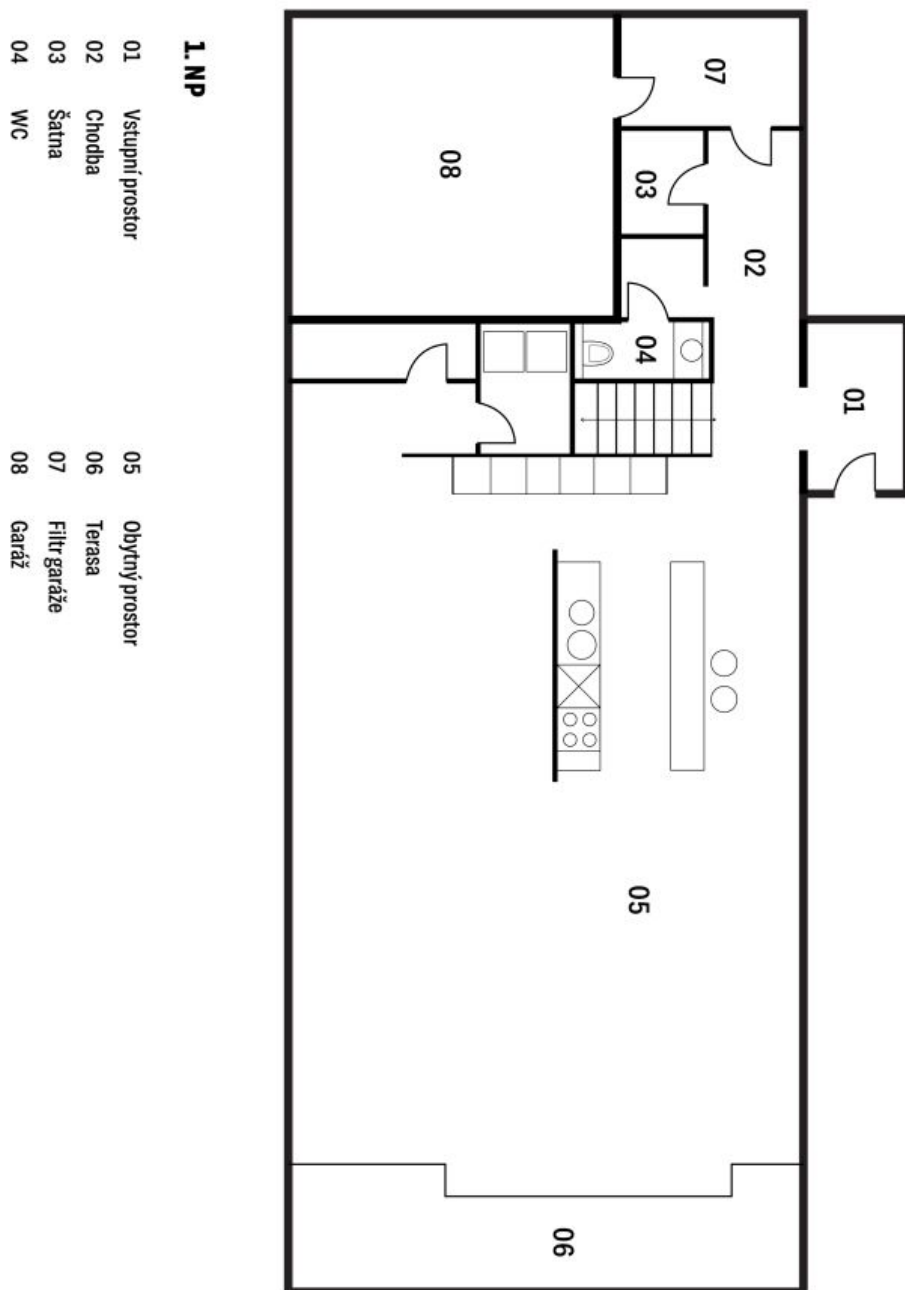 01
02
07
03
04
05
06
08
1. NP
01 Vstupní prostor
02 Chodba
03 Šatna
04 WC
05 Obytný prostor
06 Terasa
07 Filtr garáže
08 Garáž